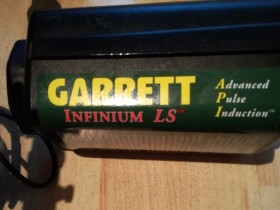 GARRETT
INFINIUM LS™
Advanced
Pulse
Induction™